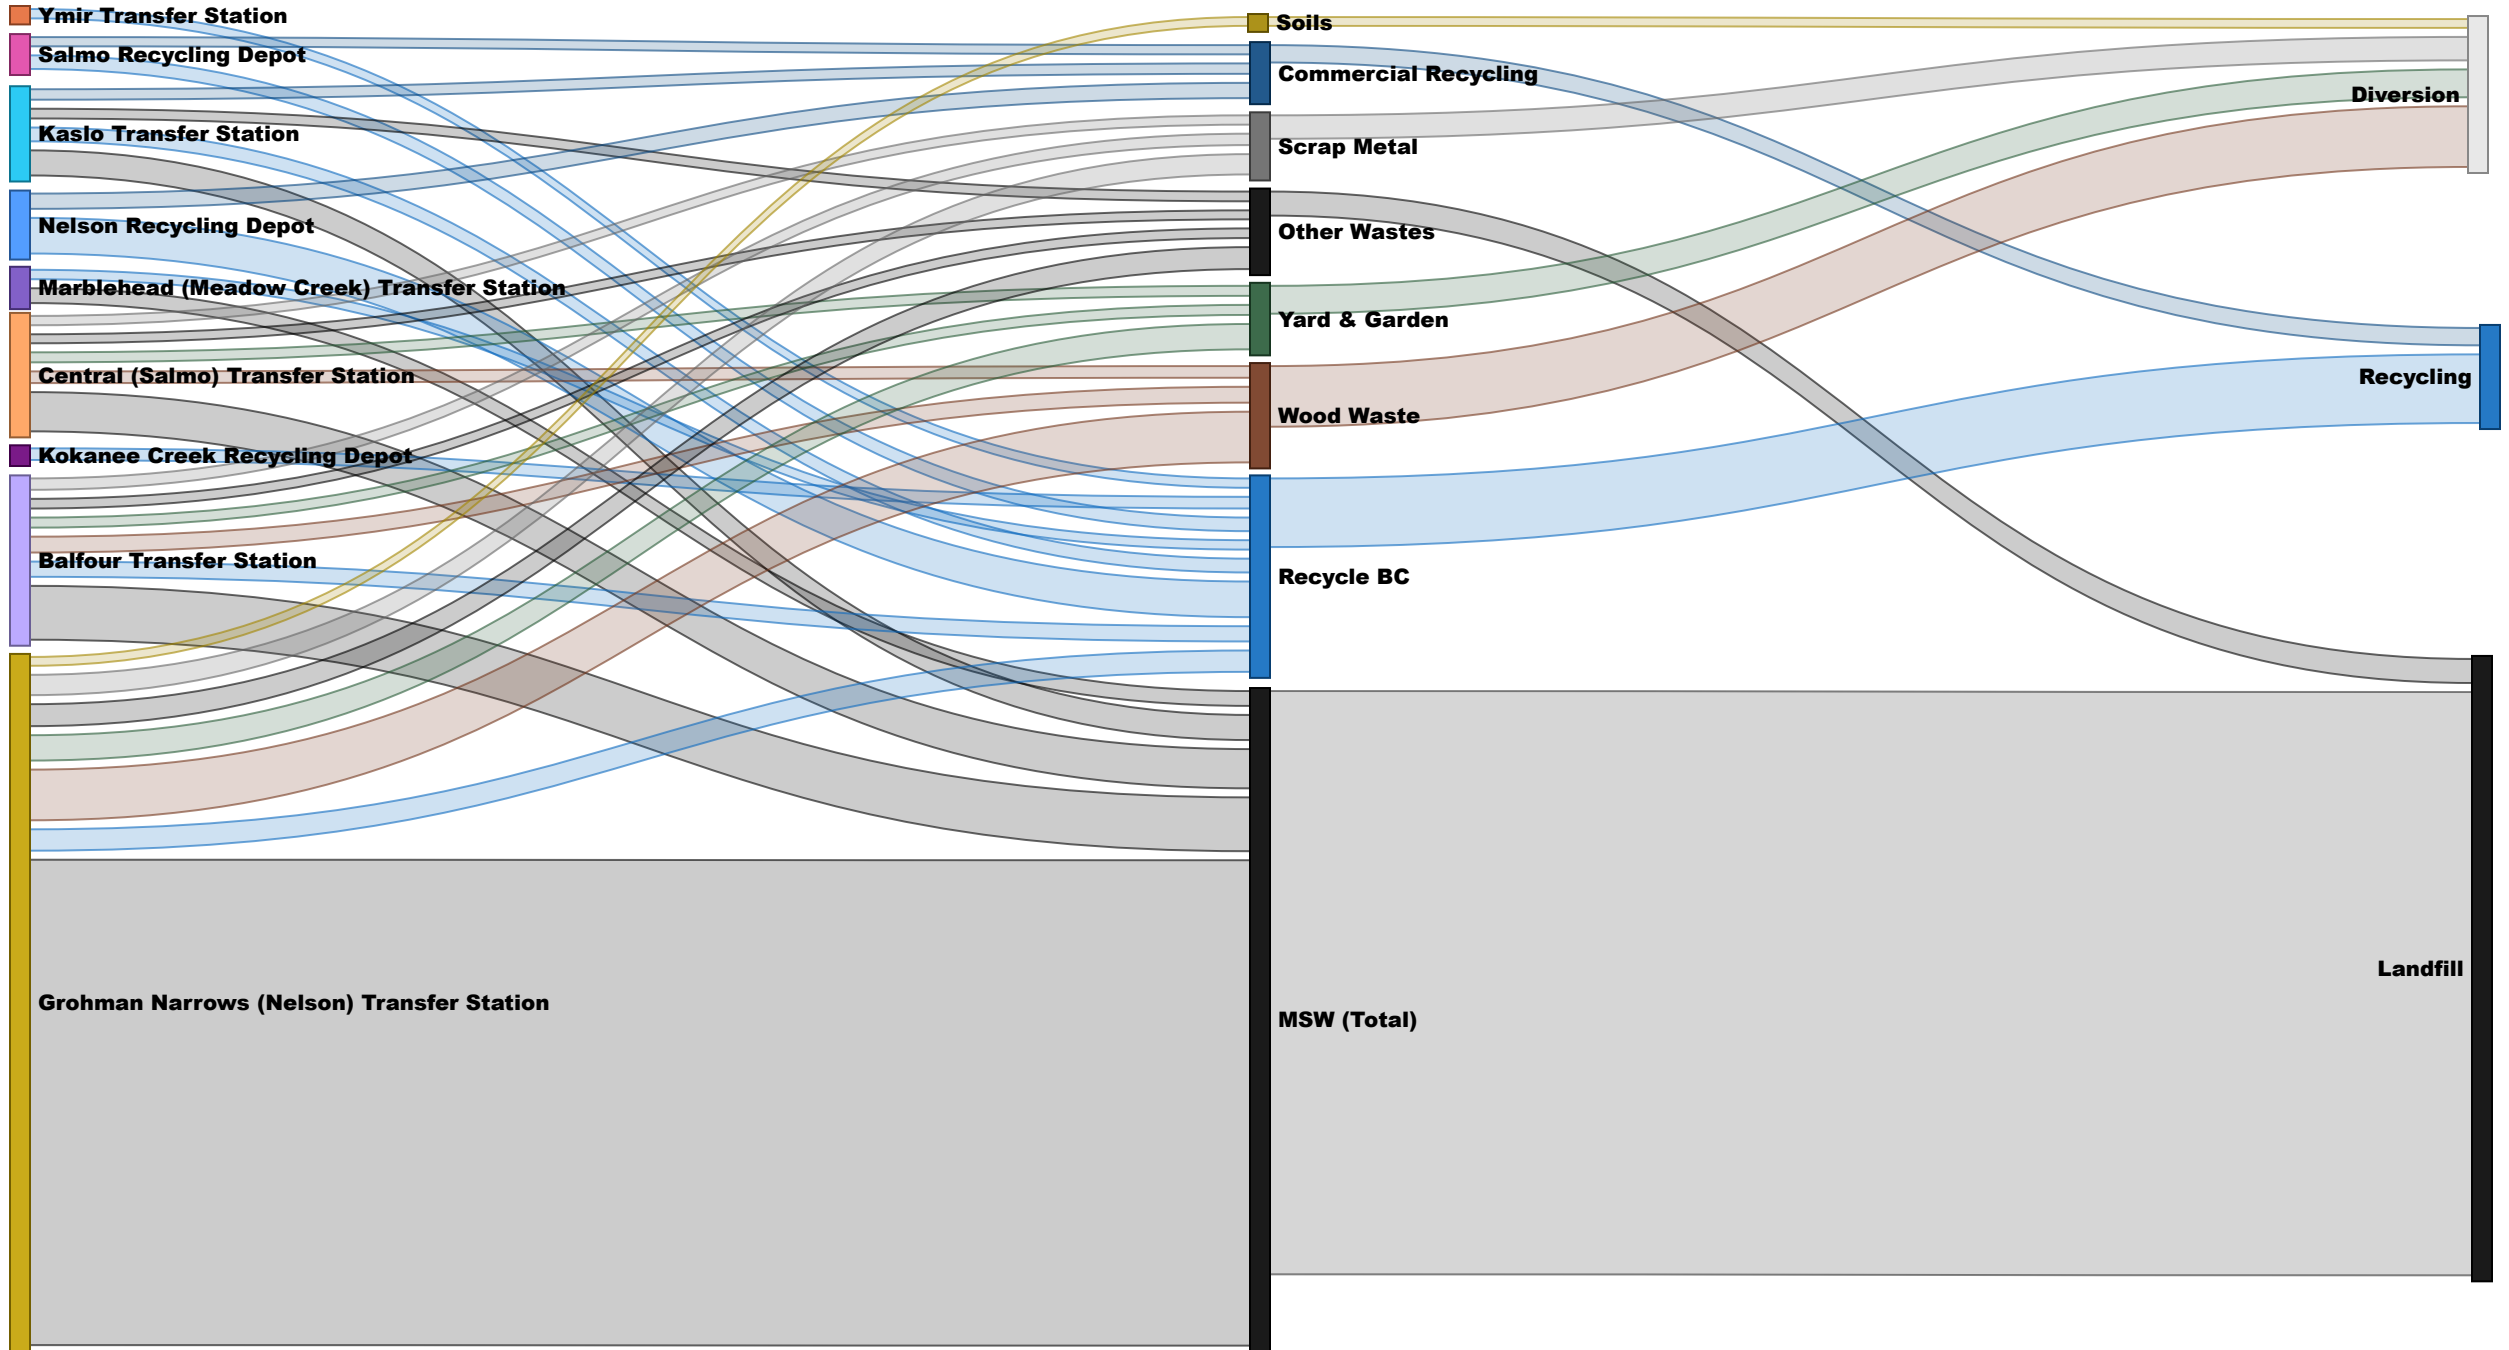 Ymir Transfer Station
Salmo Recycling Depot
Kaslo Transfer Station
Nelson Recycling Depot
Marblehead (Meadow Creek) Transfer Station
Central (Salmo) Transfer Station
Kokanee Creek Recycling Depot
Balfour Transfer Station
Grohman Narrows (Nelson) Transfer Station
Soils
Commercial Recycling
Scrap Metal
Other Wastes
Yard & Garden
Wood Waste
Recycle BC
MSW (Total)
Diversion
Recycling
Landfill